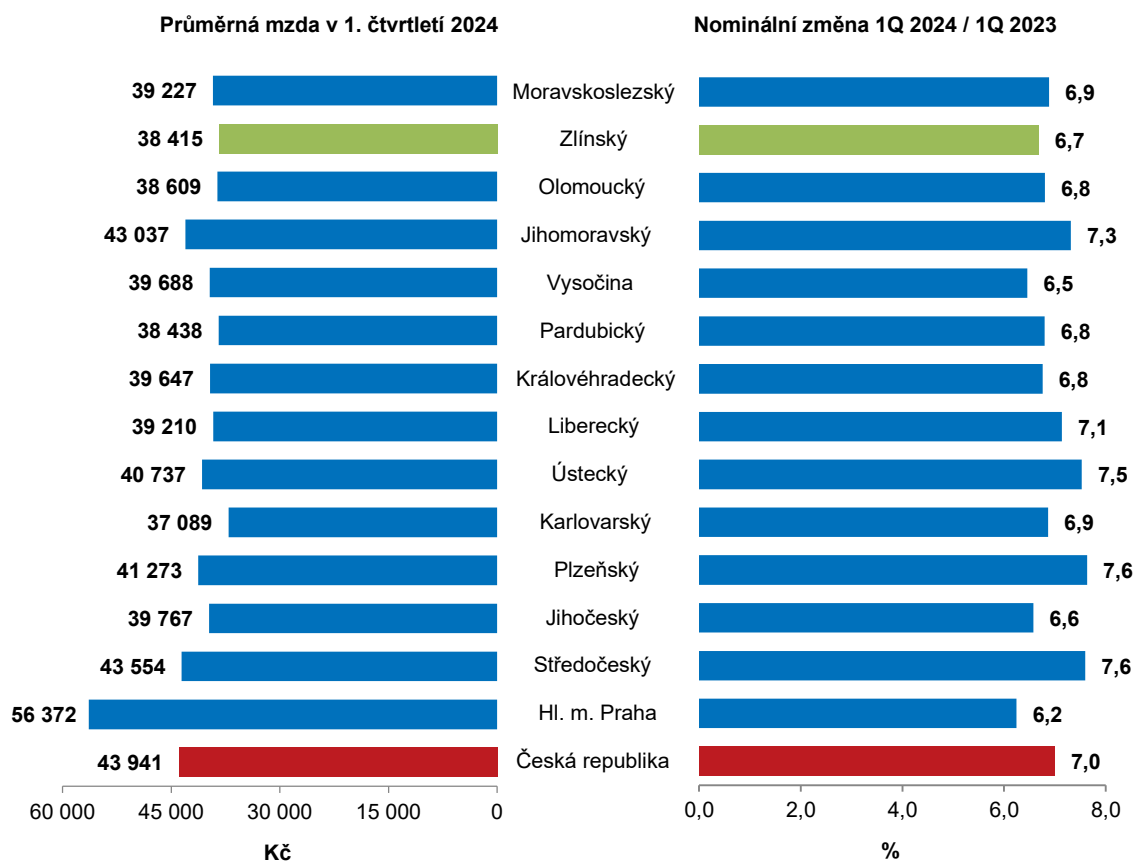 Průměrná mzda v 1. čtvrtletí 2024 Nominální změna 1Q 2024 / 1Q 2023
39 227 Moravskoslezský 6,9
38 415 Zlínský 6,7
38 609 Olomoucký 6,8
43 037 Jihomoravský 7,3
39 688 Vysočina 6,5
38 438 Pardubický 6,8
39 647 Královéhradecký 6,8
39 210 Liberecký 7,1
40 737 Ústecký 7,5
37 089 Karlovarský 6,9
41 273 Plzeňský 7,6
39 767 Jihočeský 6,6
43 554 Středočeský 7,6
56 372 Hl. m. Praha 6,2
43 941 Česká republika 7,0
60 000 45 000 30 000 15 000 0 0,0 2,0 4,0 6,0 8,0
Kč %